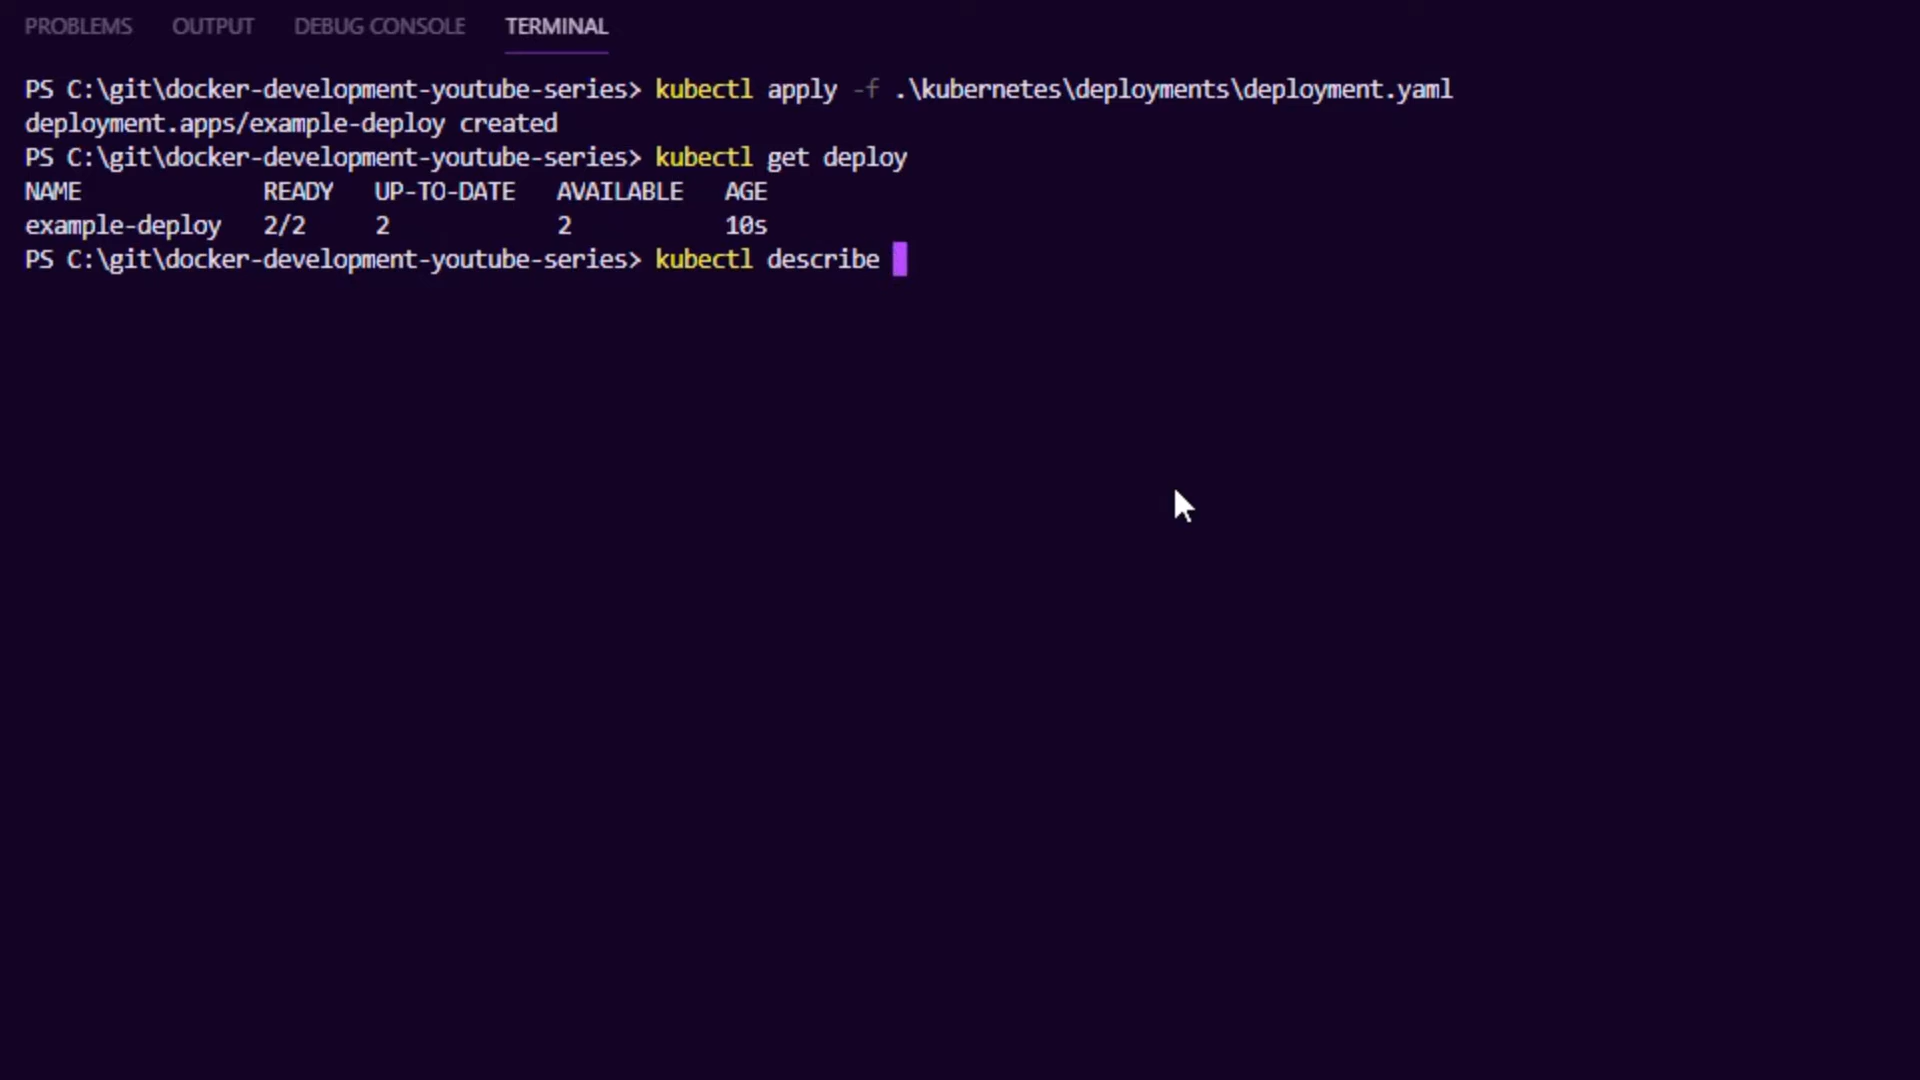 PROBLEMS OUTPUT DEBUG CONSOLE TERMINAL
PS C:\git\docker-development-youtube-series> kubectl apply -f .\kubernetes\deployments\deployment.yaml
deployment.apps/example-deploy created
PS C:\git\docker-development-youtube-series> kubectl get deploy
NAME READY UP-TO-DATE AVAILABLE AGE
example-deploy 2/2 2 2 10s
PS C:\git\docker-development-youtube-series> kubectl describe